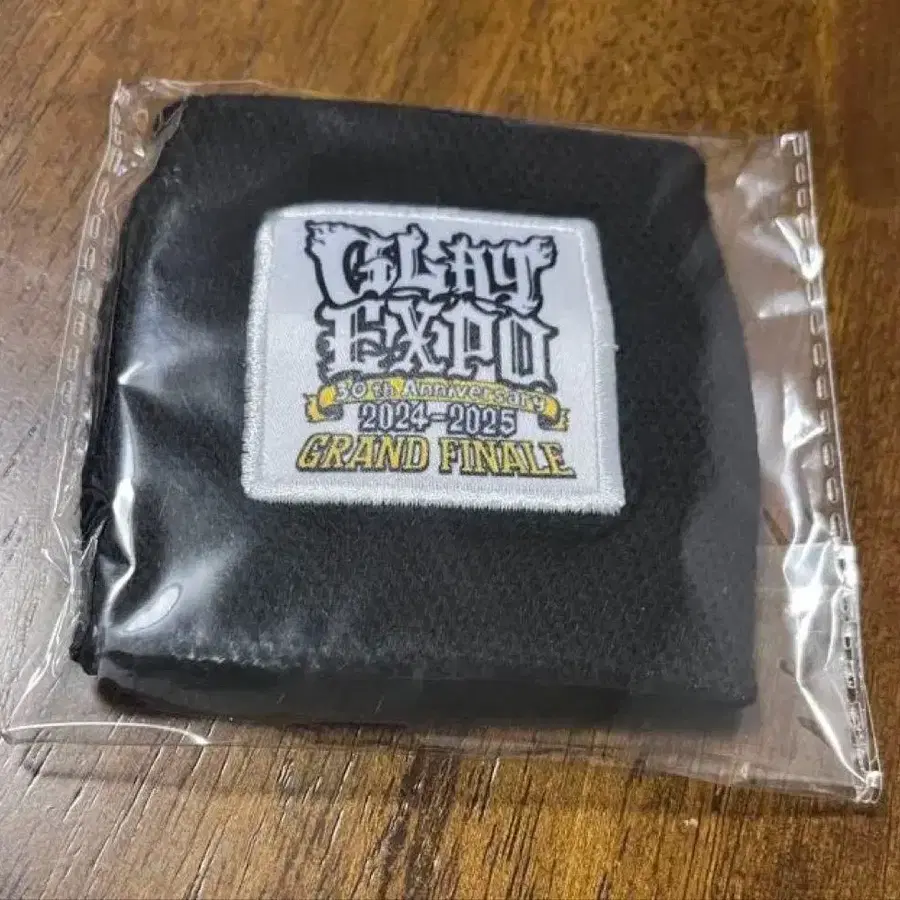 GLAY
EXPO
30th Anniversary
2024-2025
GRAND FINALE